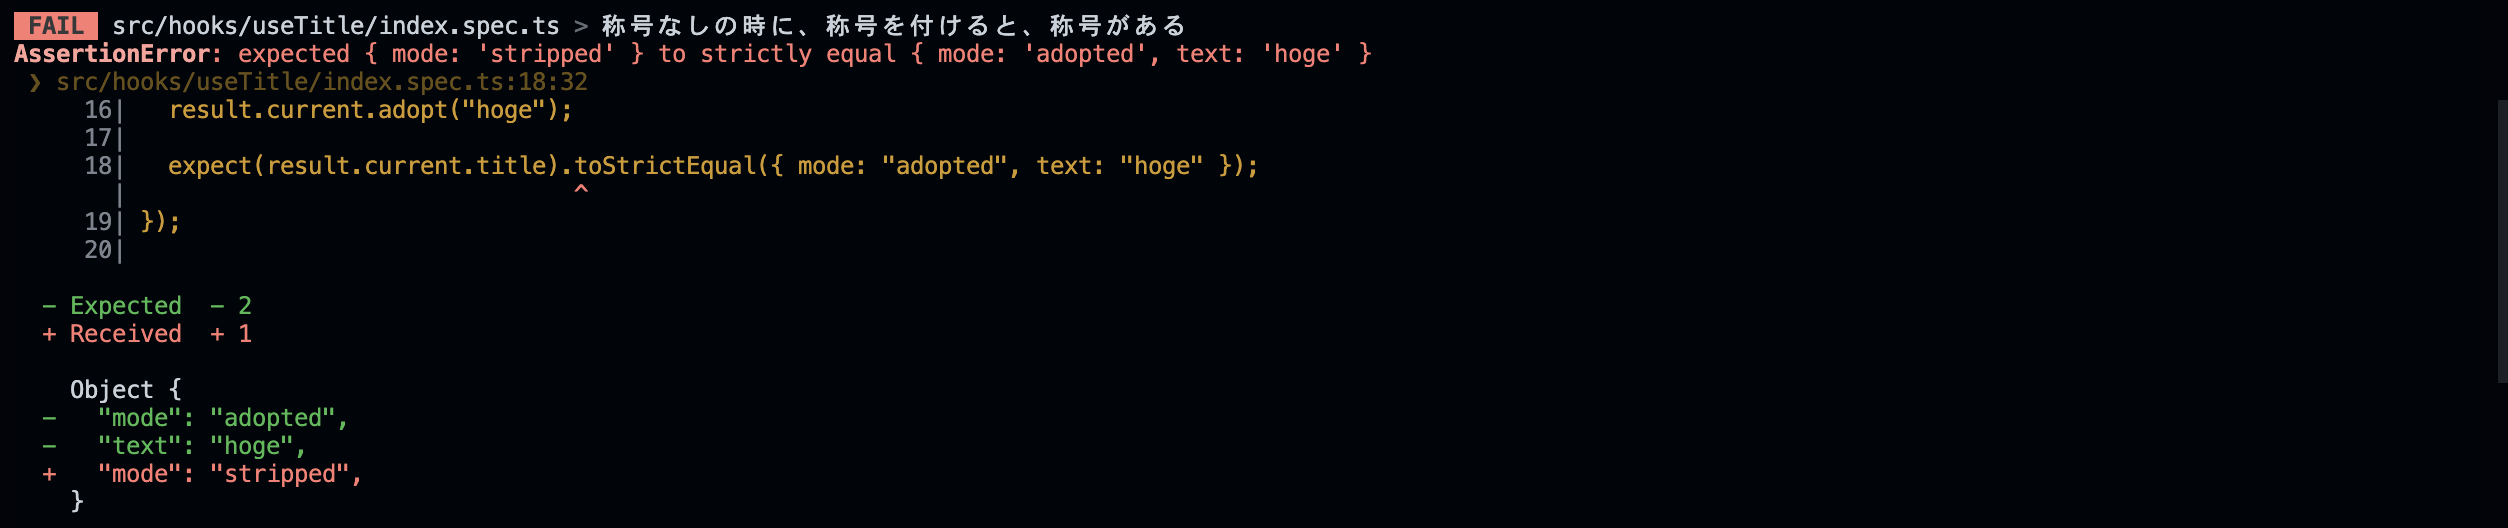 FAIL src/hooks/useTitle/index.spec.ts > 称号なしの時に、称号を付けると、称号がある
AssertionError: expected { mode: 'stripped' } to strictly equal { mode: 'adopted', text: 'hoge' }
❯ src/hooks/useTitle/index.spec.ts:18:32
16|   result.current.adopt("hoge");
17|
18|   expect(result.current.title).toStrictEqual({ mode: "adopted", text: "hoge" });
|                                ^
19| });
20|
- Expected  - 2
+ Received  + 1
Object {
-   "mode": "adopted",
-   "text": "hoge",
+   "mode": "stripped",
}